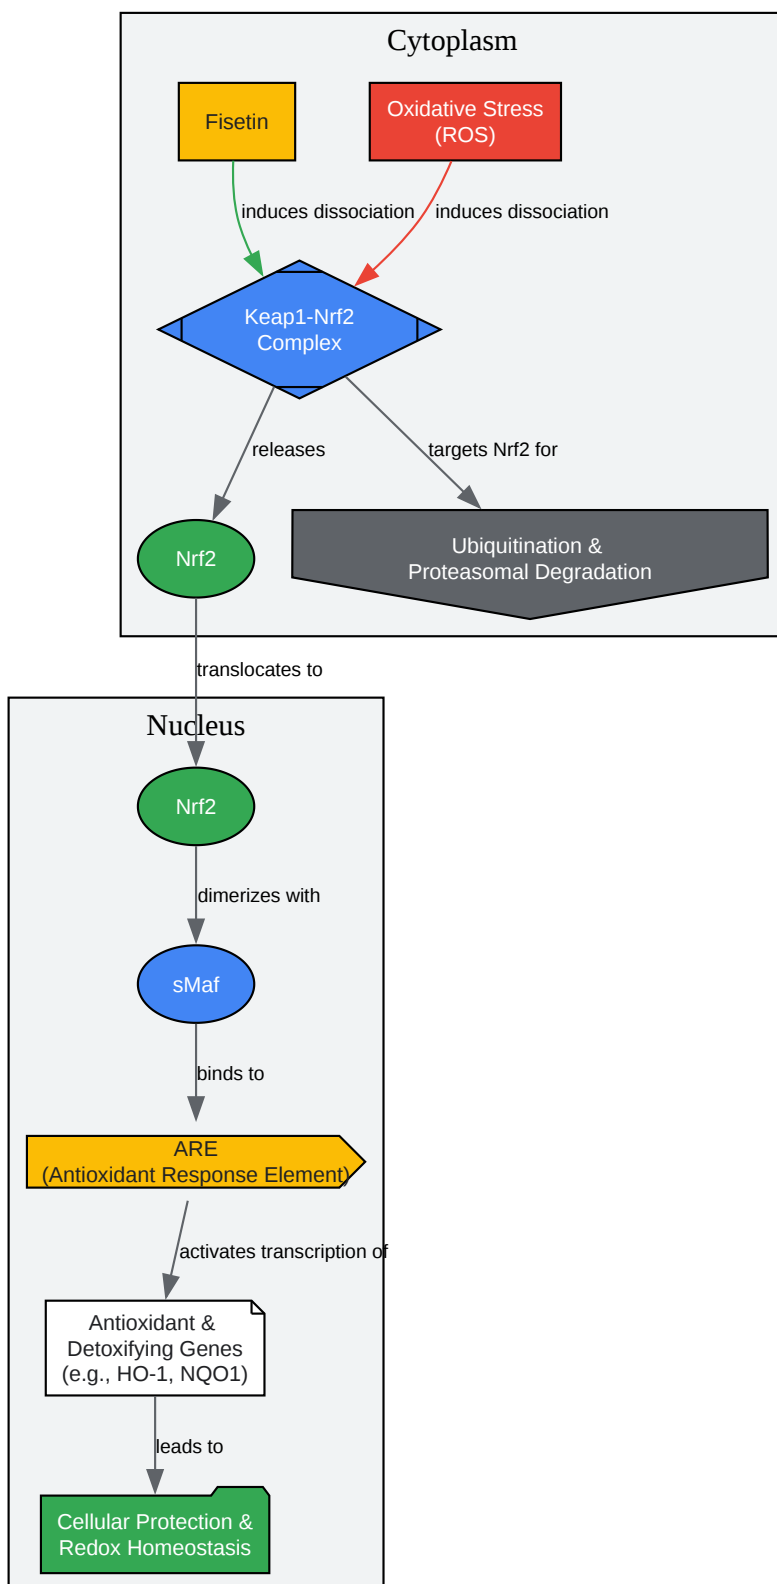 Cytoplasm
Fisetin
Oxidative Stress
(ROS)
induces dissociation
induces dissociation
Keap1-Nrf2
Complex
releases
targets Nrf2 for
Nrf2
Ubiquitination &
Proteasomal Degradation
translocates to
Nucleus
Nrf2
dimerizes with
sMaf
binds to
ARE
(Antioxidant Response Element)
activates transcription of
Antioxidant &
Detoxifying Genes
(e.g., HO-1, NQO1)
leads to
Cellular Protection &
Redox Homeostasis